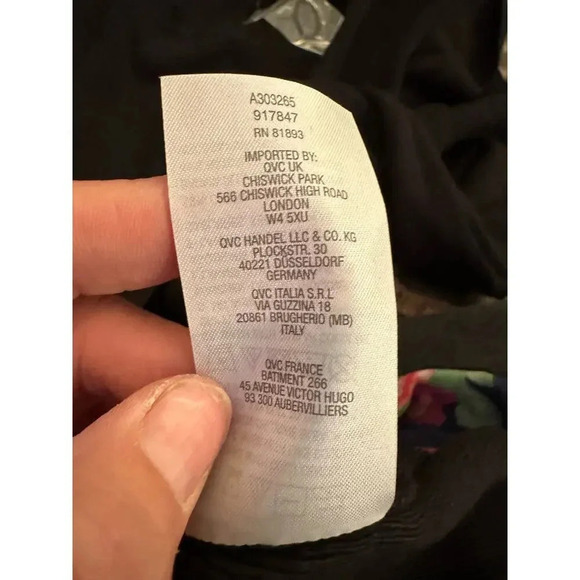 A303265
917847
RN 81893
IMPORTED BY:
QVC UK
CHISWICK PARK
566 CHISWICK HIGH ROAD
LONDON
W4 5XU
QVC HANDEL LLC & CO. KG
PLOCKSTR. 30
40221 DÜSSELDORF
GERMANY
QVC ITALIA S.R.L
VIA GUZZINA 18
20861 BRUGHERIO (MB)
ITALY
QVC FRANCE
BATIMENT 266
45 AVENUE VICTOR HUGO
93 300 AUBERVILLIERS